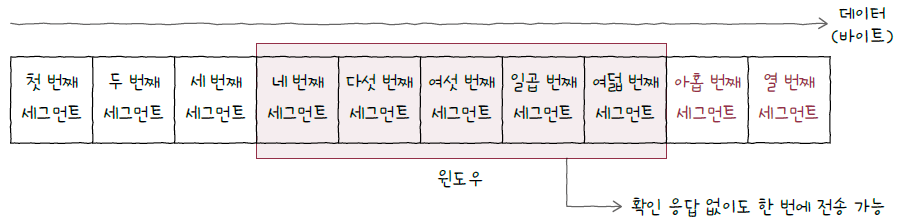 데이터
(바이트)
첫 번째
세그먼트
두 번째
세그먼트
세 번째
세그먼트
네 번째
세그먼트
다섯 번째
세그먼트
여섯 번째
세그먼트
일곱 번째
세그먼트
여덟 번째
세그먼트
아홉 번째
세그먼트
열 번째
세그먼트
윈도우
확인 응답 없이도 한 번에 전송 가능